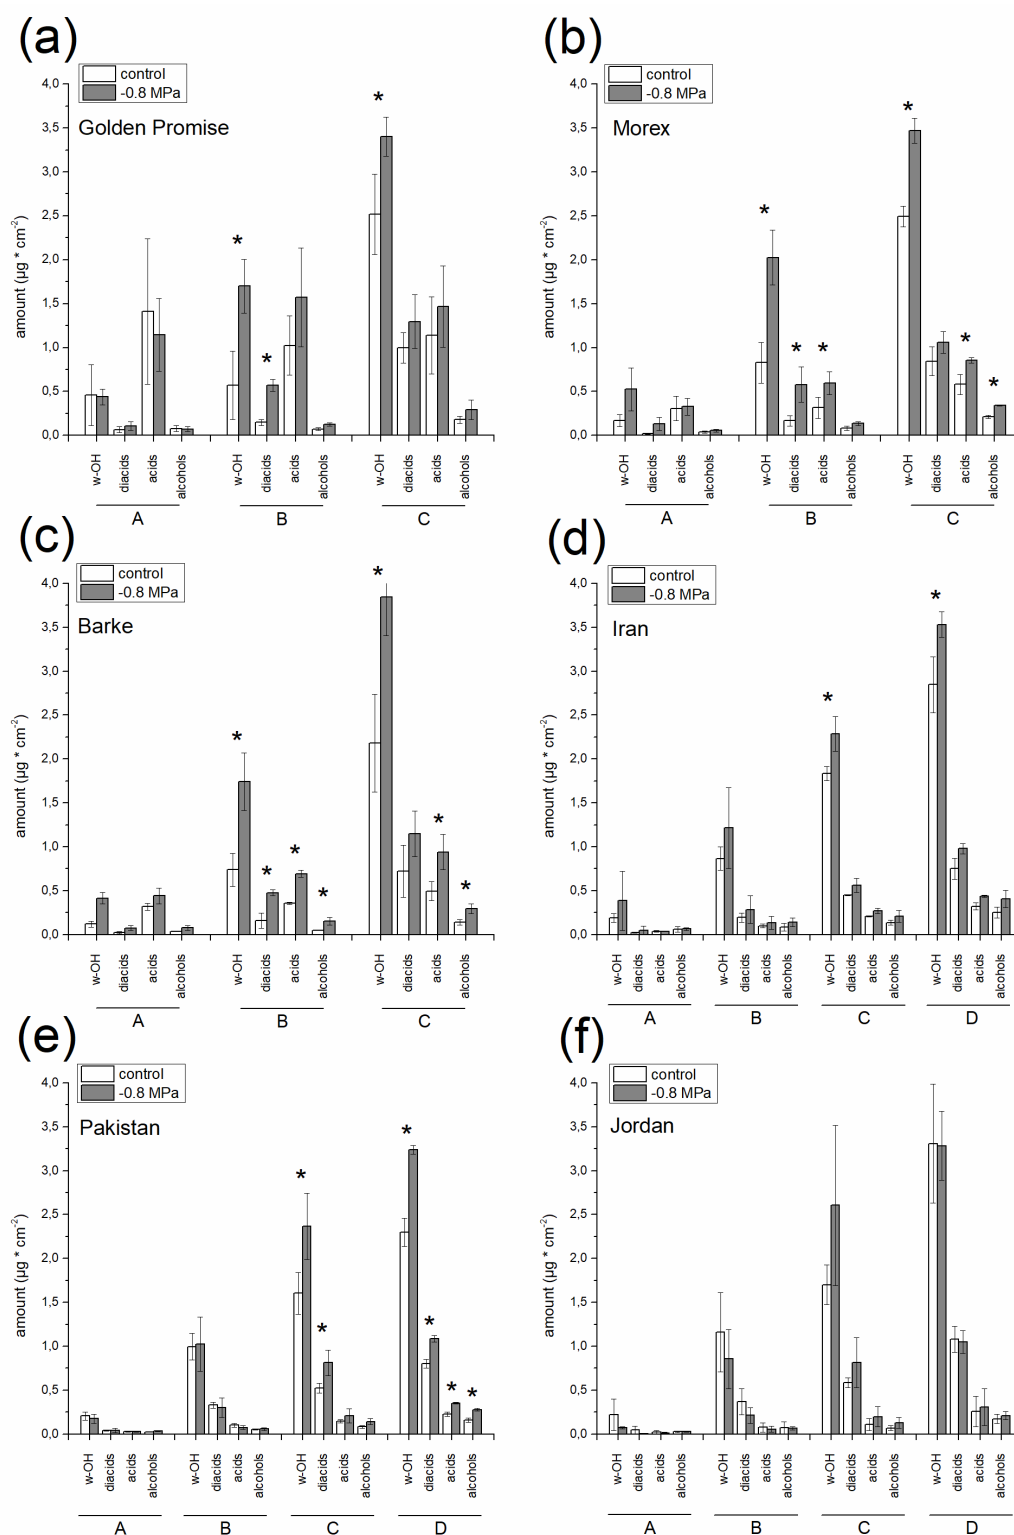 (a)
control
-0.8 MPa
Golden Promise
amount (µg * cm-2)
4,0
3,5
3,0
2,5
2,0
1,5
1,0
0,5
0,0
* * * *
w-OH diacids acids alcohols w-OH diacids acids alcohols w-OH diacids acids alcohols
A B C
(b)
control
-0.8 MPa
Morex
amount (µg * cm-2)
4,0
3,5
3,0
2,5
2,0
1,5
1,0
0,5
0,0
* * * * * *
w-OH diacids acids alcohols w-OH diacids acids alcohols w-OH diacids acids alcohols
A B C
(c)
control
-0.8 MPa
Barke
amount (µg * cm-2)
4,0
3,5
3,0
2,5
2,0
1,5
1,0
0,5
0,0
* * * * * * *
w-OH diacids acids alcohols w-OH diacids acids alcohols w-OH diacids acids alcohols
A B C
(d)
control
-0.8 MPa
Iran
amount (µg * cm-2)
4,0
3,5
3,0
2,5
2,0
1,5
1,0
0,5
0,0
* *
w-OH diacids acids alcohols w-OH diacids acids alcohols w-OH diacids acids alcohols w-OH diacids acids alcohols
A B C D
(e)
control
-0.8 MPa
Pakistan
amount (µg * cm-2)
4,0
3,5
3,0
2,5
2,0
1,5
1,0
0,5
0,0
* * * * * *
w-OH diacids acids alcohols w-OH diacids acids alcohols w-OH diacids acids alcohols w-OH diacids acids alcohols
A B C D
(f)
control
-0.8 MPa
Jordan
amount (µg * cm-2)
4,0
3,5
3,0
2,5
2,0
1,5
1,0
0,5
0,0
w-OH diacids acids alcohols w-OH diacids acids alcohols w-OH diacids acids alcohols w-OH diacids acids alcohols
A B C D